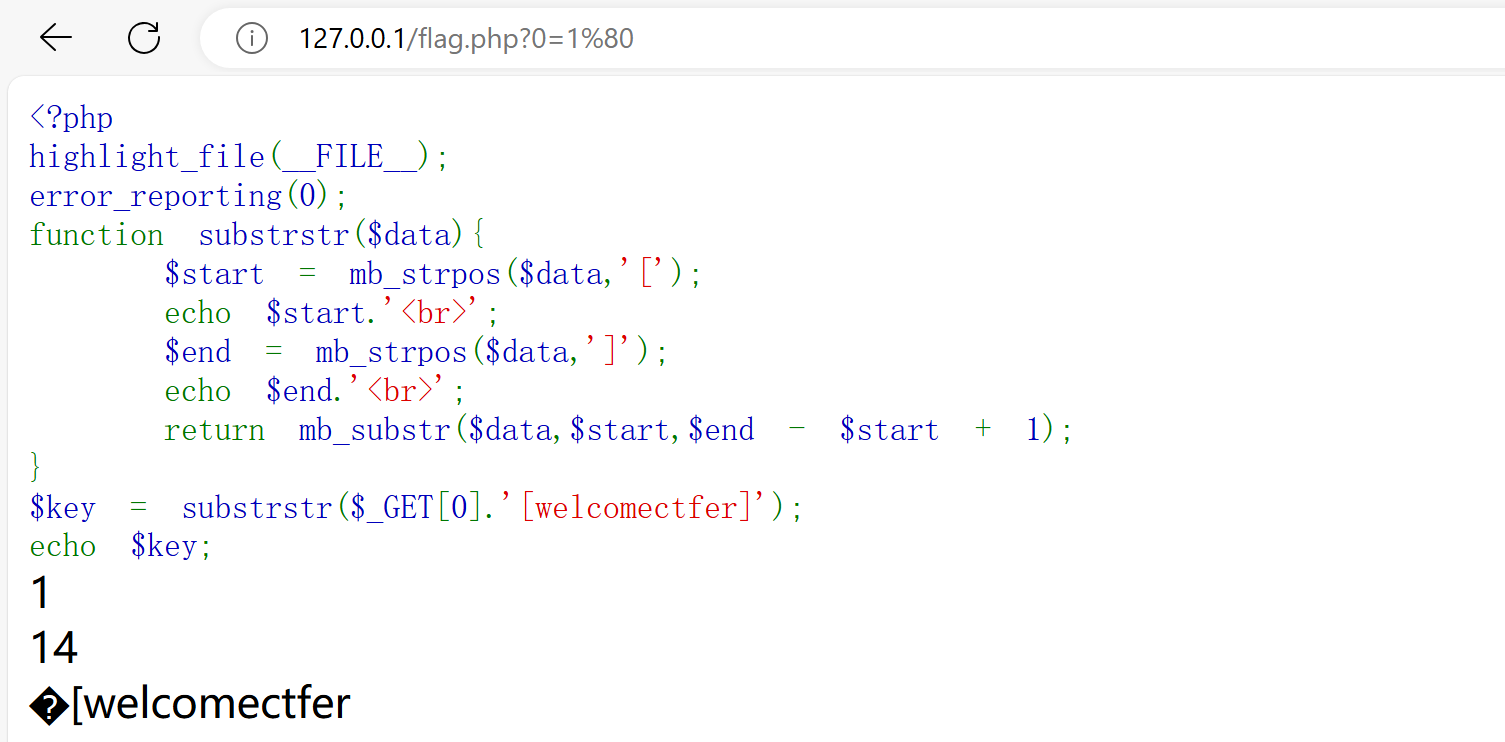 127.0.0.1/flag.php?0=1%80
<?php
highlight_file(__FILE__);
error_reporting(0);
function substrstr($data){
        $start = mb_strpos($data,'[');
        echo $start.'<br>';
        $end = mb_strpos($data,']');
        echo $end.'<br>';
        return mb_substr($data,$start,$end - $start + 1);
}
$key = substrstr($_GET[0].'[welcomectfer]');
echo $key;
1
14
�[welcomectfer